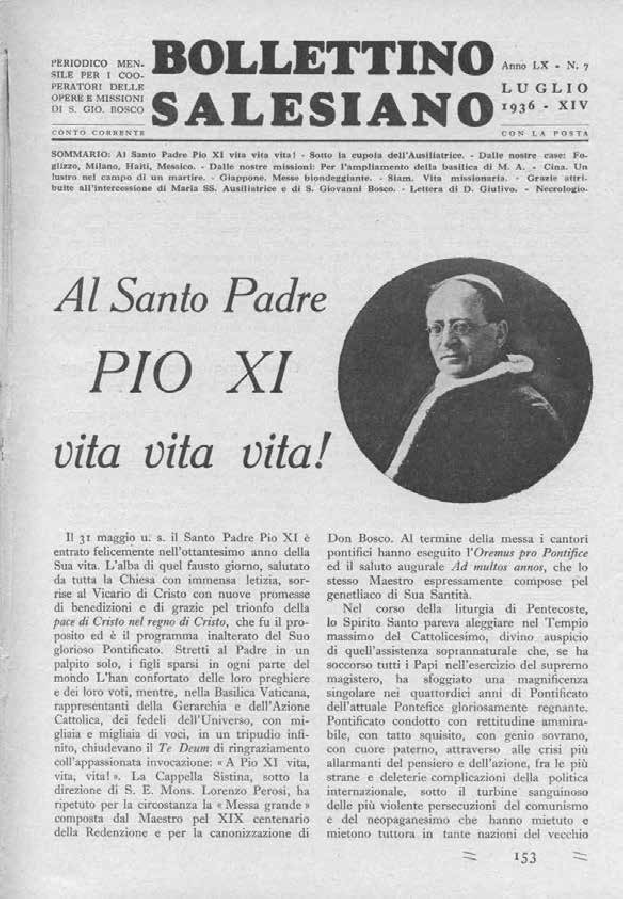 PERIODICO MEN-
SILE PER I COO-
PERATORI DELLE
OPERE E MISSIONI
DI S. GIO. BOSCO
CONTO CORRENTE
BOLLETTINO
SALESIANO
Anno LX - N. 7
LUGLIO
1936 - XIV
CON LA POSTA
SOMMARIO: Al Santo Padre Pio XI vita vita vita! - Sotto la cupola dell'Ausiliatrice. - Dalle nostre case: Fo-
glizzo, Milano, Haiti, Messico. - Dalle nostre missioni: Per l'ampliamento della basilica di M. A. - Cina. Un
lustro nel campo di un martire. - Giappone. Messe biondeggiante. - Siam. Vita missionaria. - Grazie attri-
buite all'intercessione di Maria SS. Ausiliatrice e di S. Giovanni Bosco. - Lettera di D. Giulivo. - Necrologio.
Al Santo Padre
PIO XI
vita vita vita!
Il 31 maggio u. s. il Santo Padre Pio XI è
entrato felicemente nell'ottantesimo anno della
Sua vita. L'alba di quel fausto giorno, salutato
da tutta la Chiesa con immensa letizia, sor-
rise al Vicario di Cristo con nuove promesse
di benedizioni e di grazie pel trionfo della
pace di Cristo nel regno di Cristo, che fu il pro-
posito ed è il programma inalterato del Suo
glorioso Pontificato. Stretti al Padre in un
palpito solo, i figli sparsi in ogni parte del
mondo L'han confortato delle loro preghiere
e dei loro voti, mentre, nella Basilica Vaticana,
rappresentanti della Gerarchia e dell'Azione
Cattolica, dei fedeli dell'Universo, con mi-
gliaia e migliaia di voci, in un tripudio infi-
nito, chiudevano il Te Deum di ringraziamento
coll'appassionata invocazione: « A Pio XI vita,
vita, vita! ». La Cappella Sistina, sotto la
direzione di S. E. Mons. Lorenzo Perosi, ha
ripetuto per la circostanza la « Messa grande »
composta dal Maestro pel XIX centenario
della Redenzione e per la canonizzazione di
Don Bosco. Al termine della messa i cantori
pontifici hanno eseguito l'Oremus pro Pontifice
ed il saluto augurale Ad multos annos, che lo
stesso Maestro espressamente compose pel
genetliaco di Sua Santità.
Nel corso della liturgia di Pentecoste,
lo Spirito Santo pareva aleggiare nel Tempio
massimo del Cattolicesimo, divino auspicio
di quell'assistenza soprannaturale che, se ha
soccorso tutti i Papi nell'esercizio del supremo
magistero, ha sfoggiato una magnificenza
singolare nei quattordici anni di Pontificato
dell'attuale Pontefice gloriosamente regnante.
Pontificato condotto con rettitudine ammira-
bile, con tatto squisito, con genio sovrano,
con cuore paterno, attraverso alle crisi più
allarmanti del pensiero e dell'azione, fra le più
strane e deleterie complicazioni della politica
internazionale, sotto il turbine sanguinoso
delle più violente persecuzioni del comunismo
e del neopaganesimo che hanno mietuto e
mietono tuttora in tante nazioni del vecchio
153